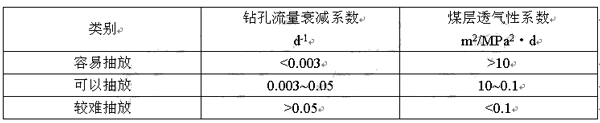 类别 钻孔流量衰减系数 煤层透气性系数
d-1 m2/MPa2·d
容易抽放 <0.003 >10
可以抽放 0.003~0.05 10~0.1
较难抽放 >0.05 <0.1